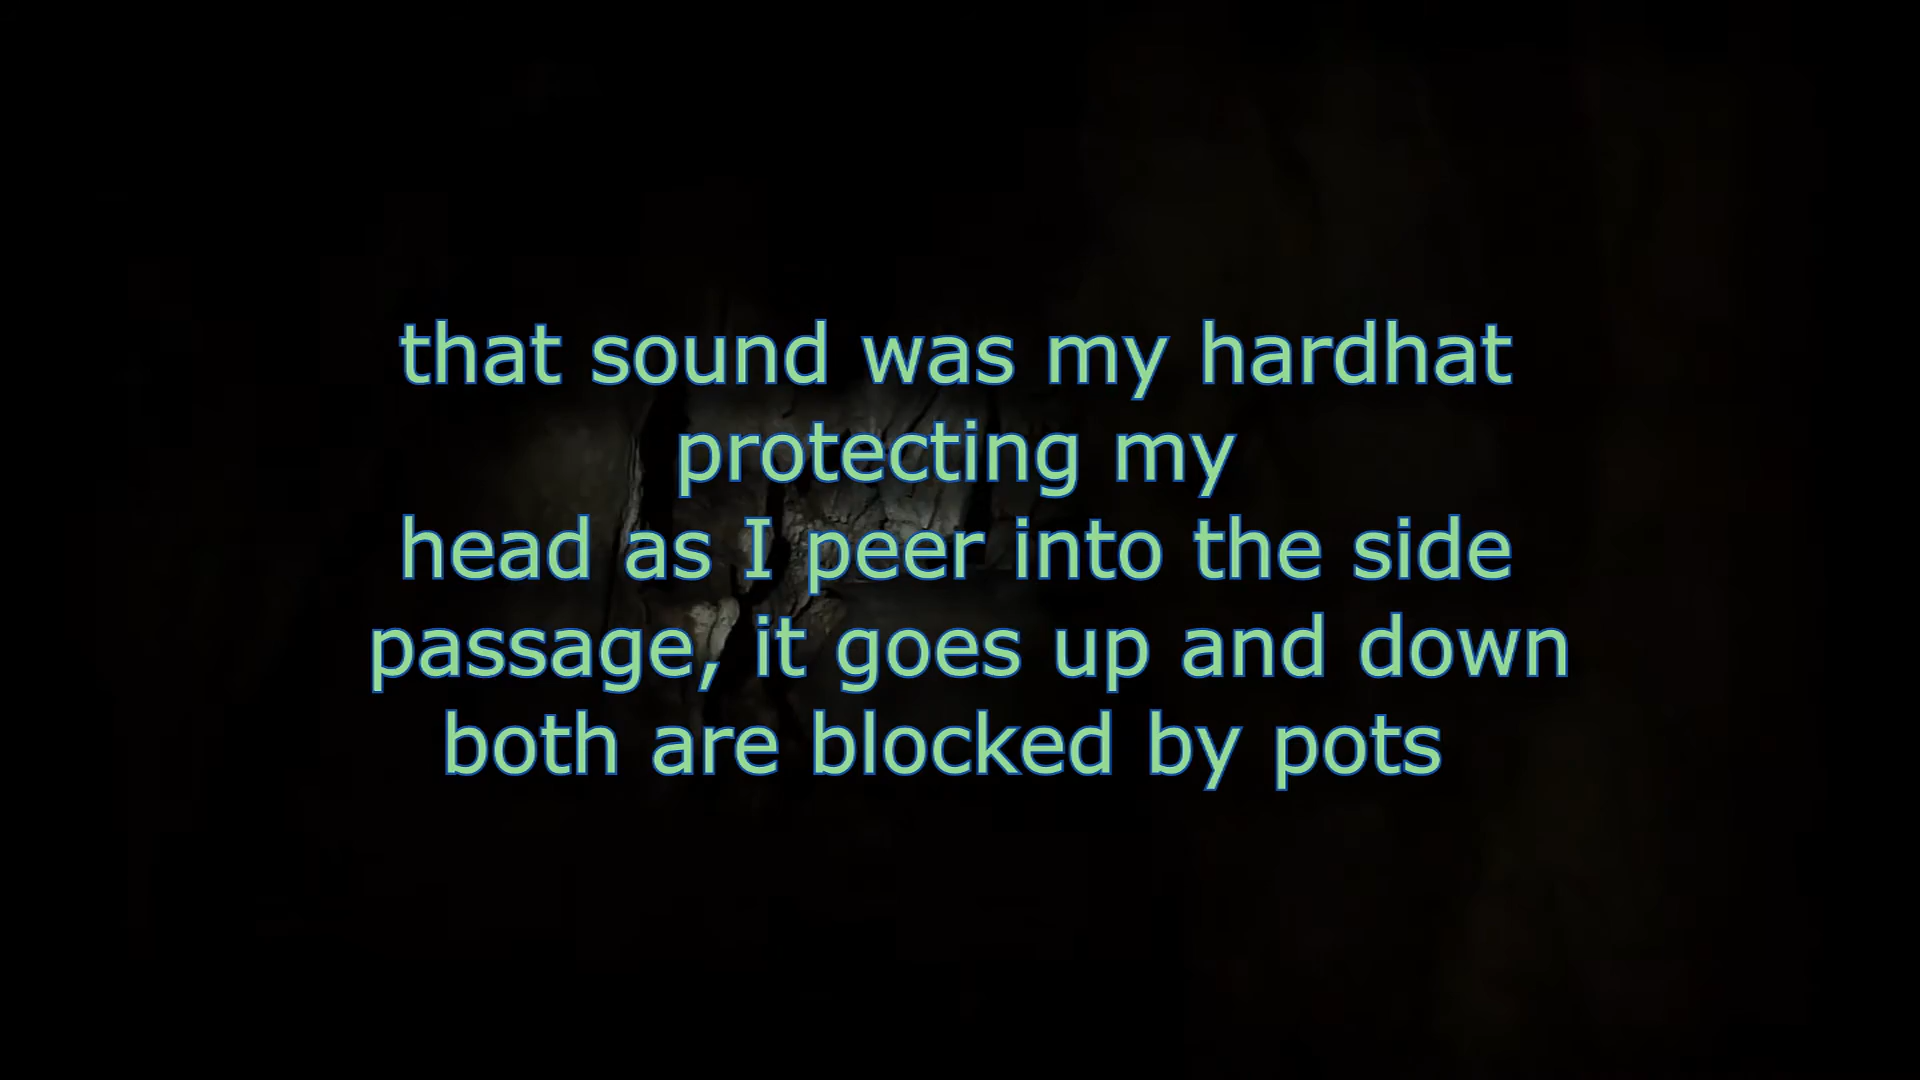 that sound was my hardhat
protecting my
head as I peer into the side
passage, it goes up and down
both are blocked by pots